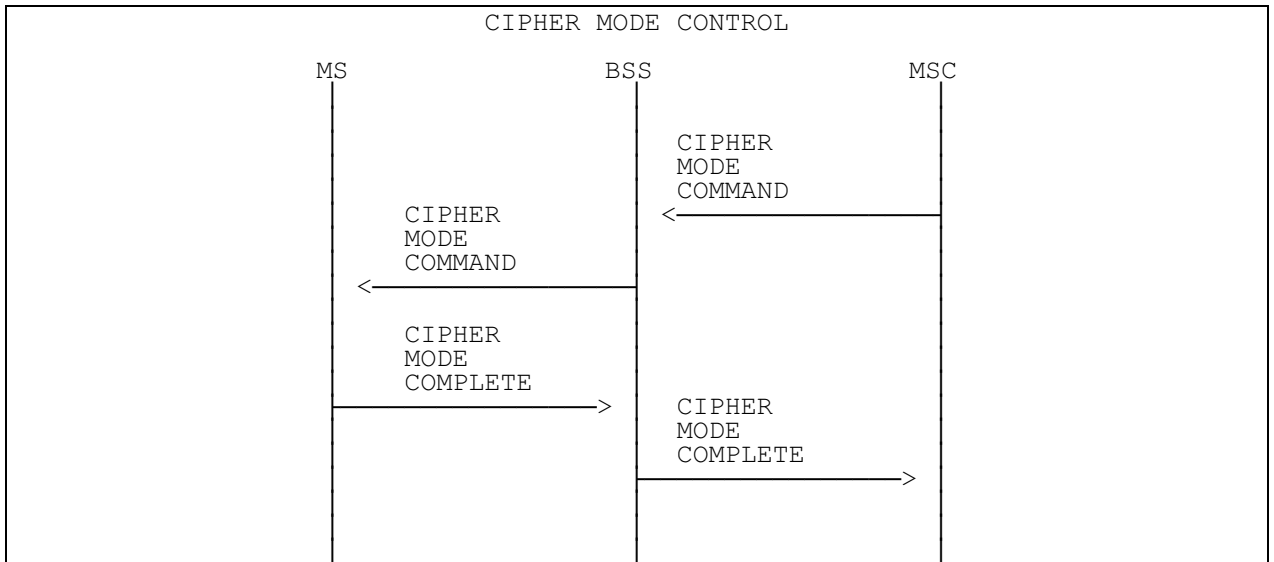 CIPHER MODE CONTROL
MS BSS MSC
CIPHER
MODE
COMMAND
CIPHER
MODE
COMMAND
CIPHER
MODE
COMPLETE
CIPHER
MODE
COMPLETE